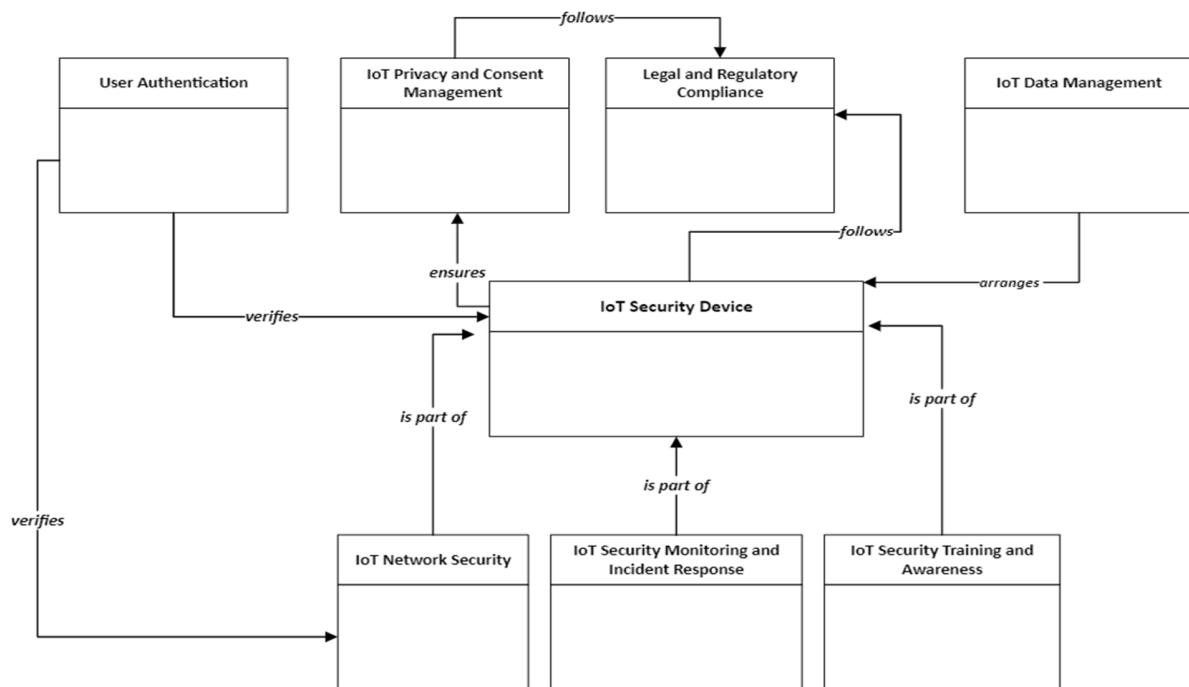 follows
User Authentication
IoT Privacy and Consent
Management
Legal and Regulatory
Compliance
IoT Data Management
follows
ensures
arranges
IoT Security Device
verifies
is part of
is part of
is part of
verifies
IoT Network Security
IoT Security Monitoring and
Incident Response
IoT Security Training and
Awareness